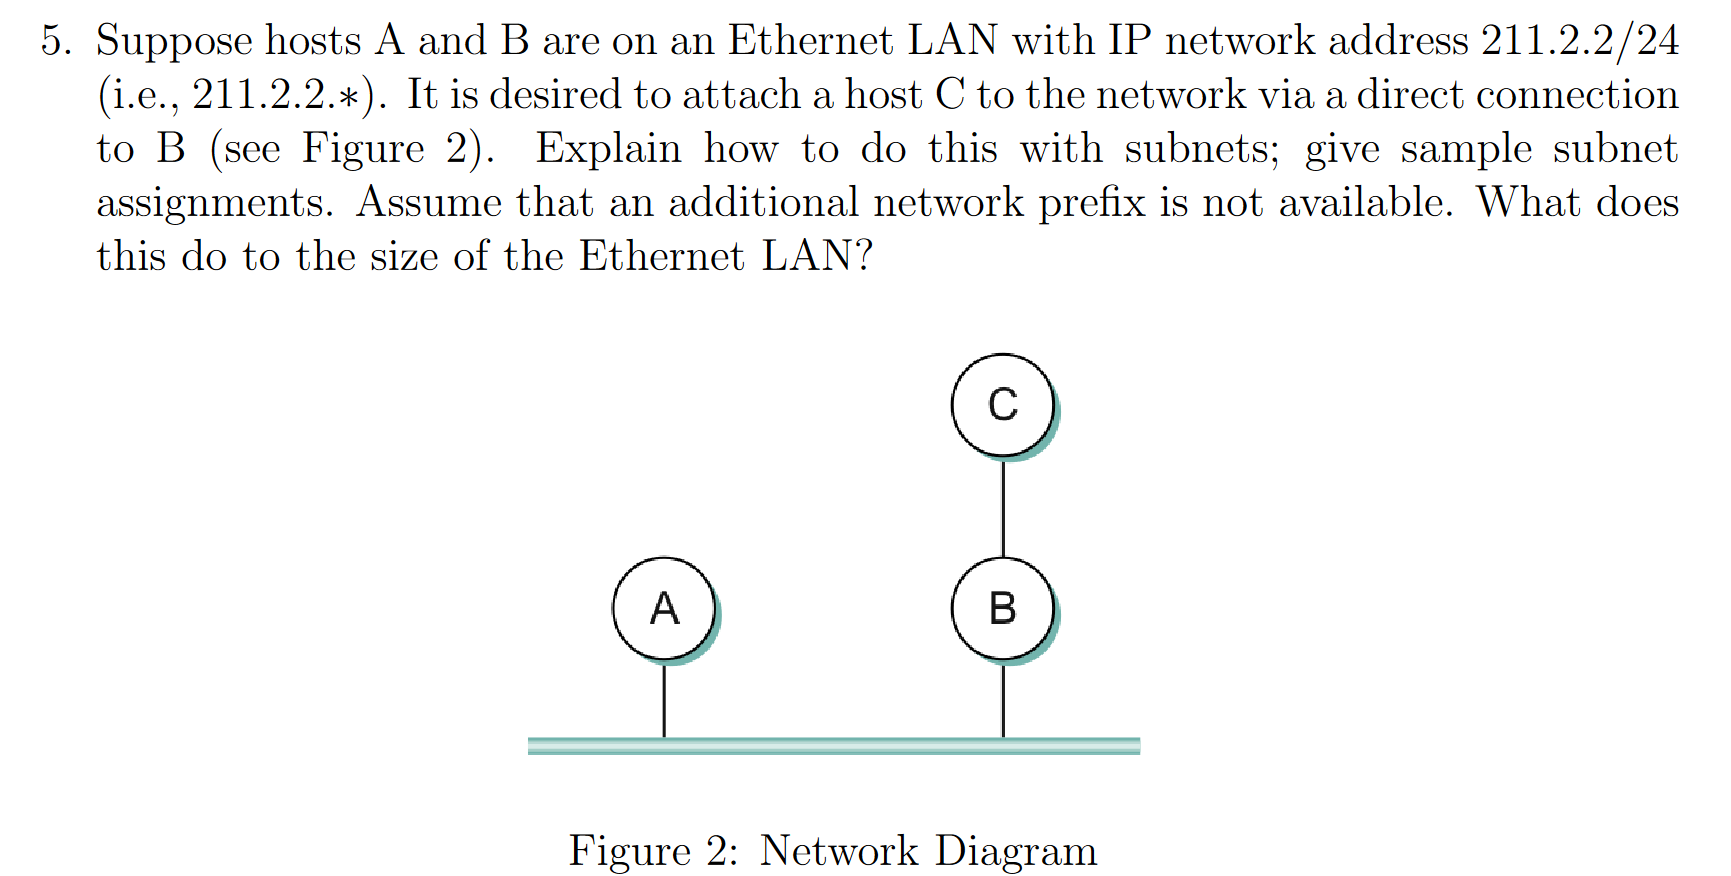 5. Suppose hosts A and B are on an Ethernet LAN with IP network address 211.2.2/24
(i.e., 211.2.2.∗). It is desired to attach a host C to the network via a direct connection
to B (see Figure 2). Explain how to do this with subnets; give sample subnet
assignments. Assume that an additional network prefix is not available. What does
this do to the size of the Ethernet LAN?
C
A
B
Figure 2: Network Diagram